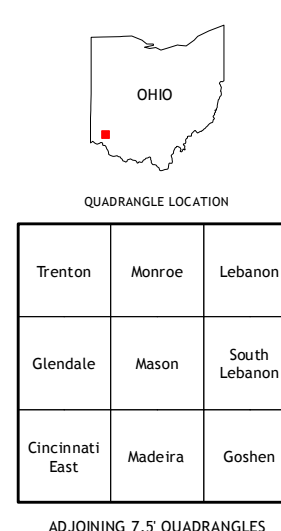 OHIO
QUADRANGLE LOCATION
Trenton
Monroe
Lebanon
Glendale
Mason
South
Lebanon
Cincinnati
East
Madeira
Goshen
ADJOINING 7.5' QUADRANGLES